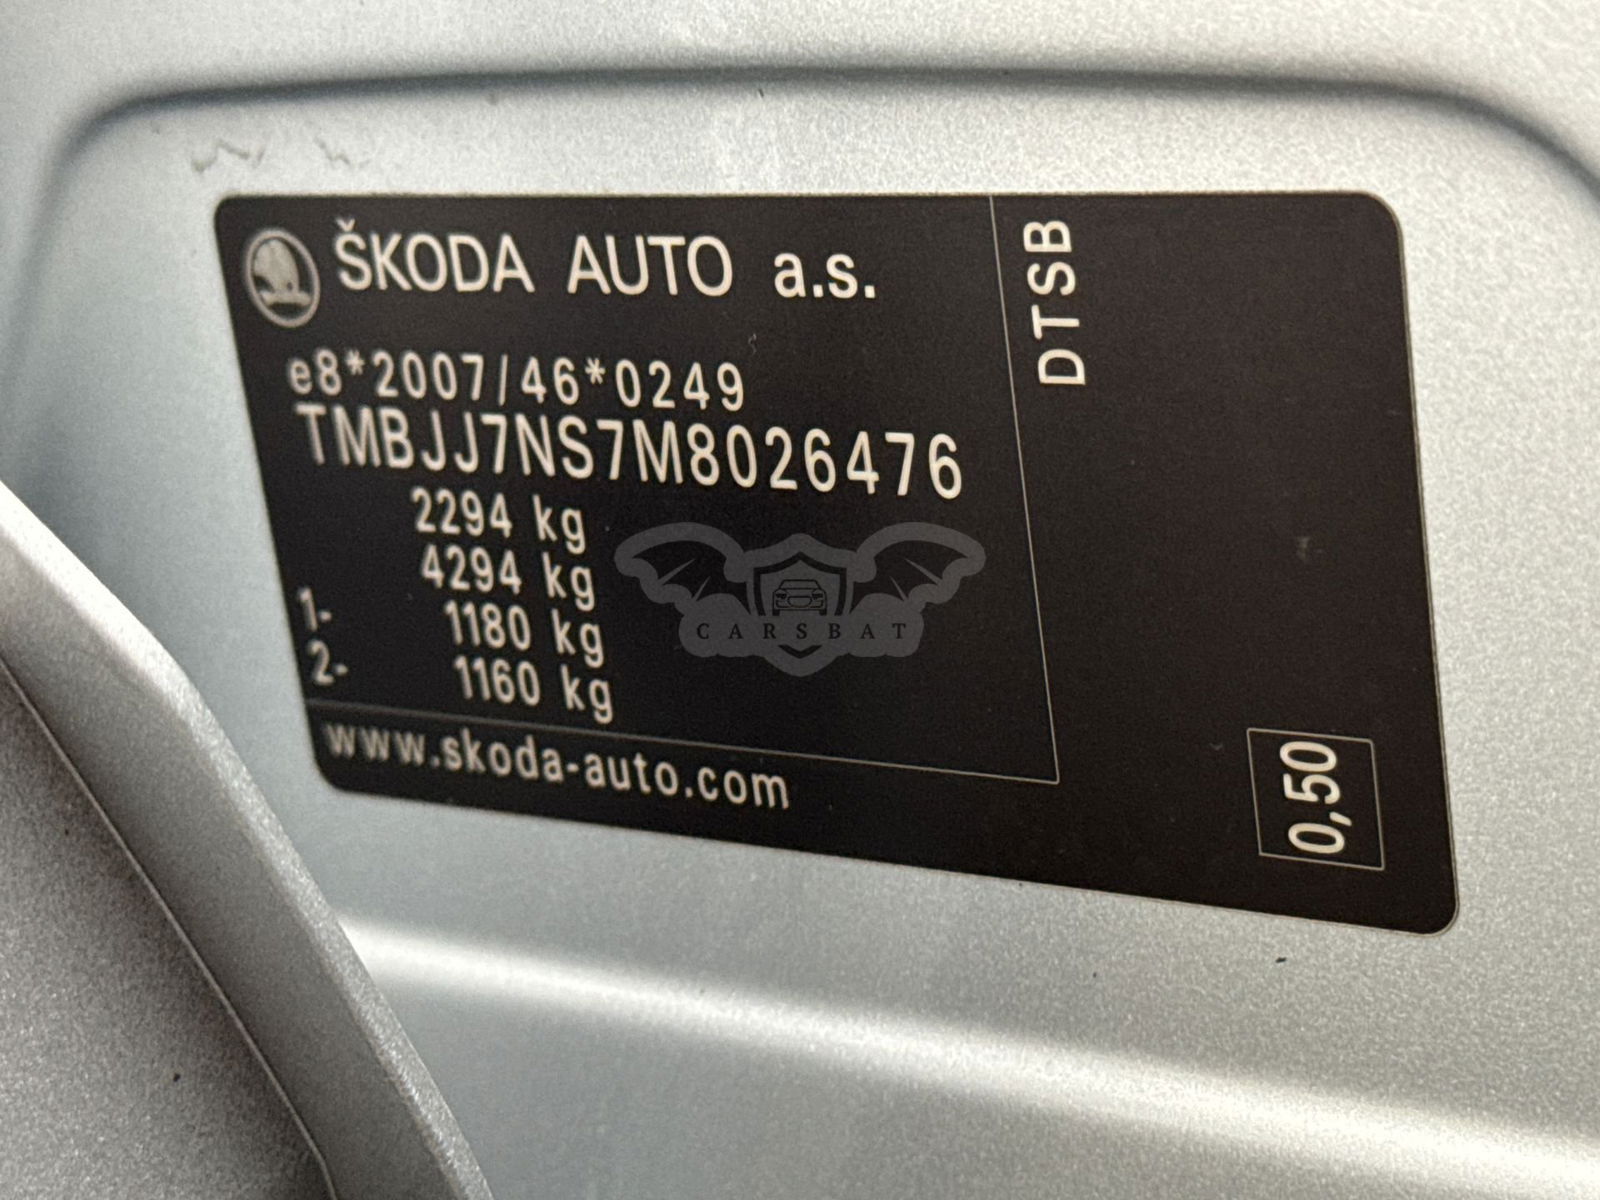 ŠKODA AUTO a.s.
e8*2007/46*0249
TMBJJ7NS7M8026476
2294 kg
4294 kg
1- 1180 kg
2- 1160 kg
www.skoda-auto.com
DTSB
0,50
CARSBAT